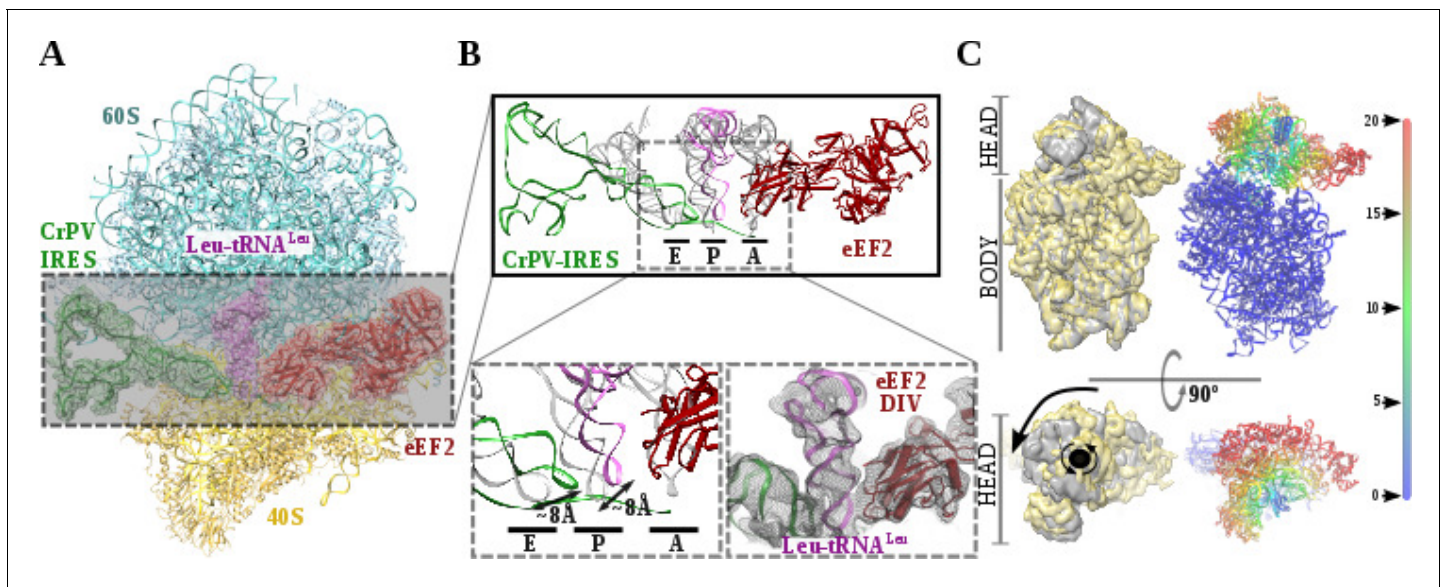 A
60S
CrPV
IRES
Leu-tRNA^Leu
eEF2
40S
B
CrPV-IRES
E P A
eEF2
~8Å ~8Å
E P A
eEF2
DIV
Leu-tRNA^Leu
C
HEAD
BODY
90°
HEAD
20
15
10
5
0